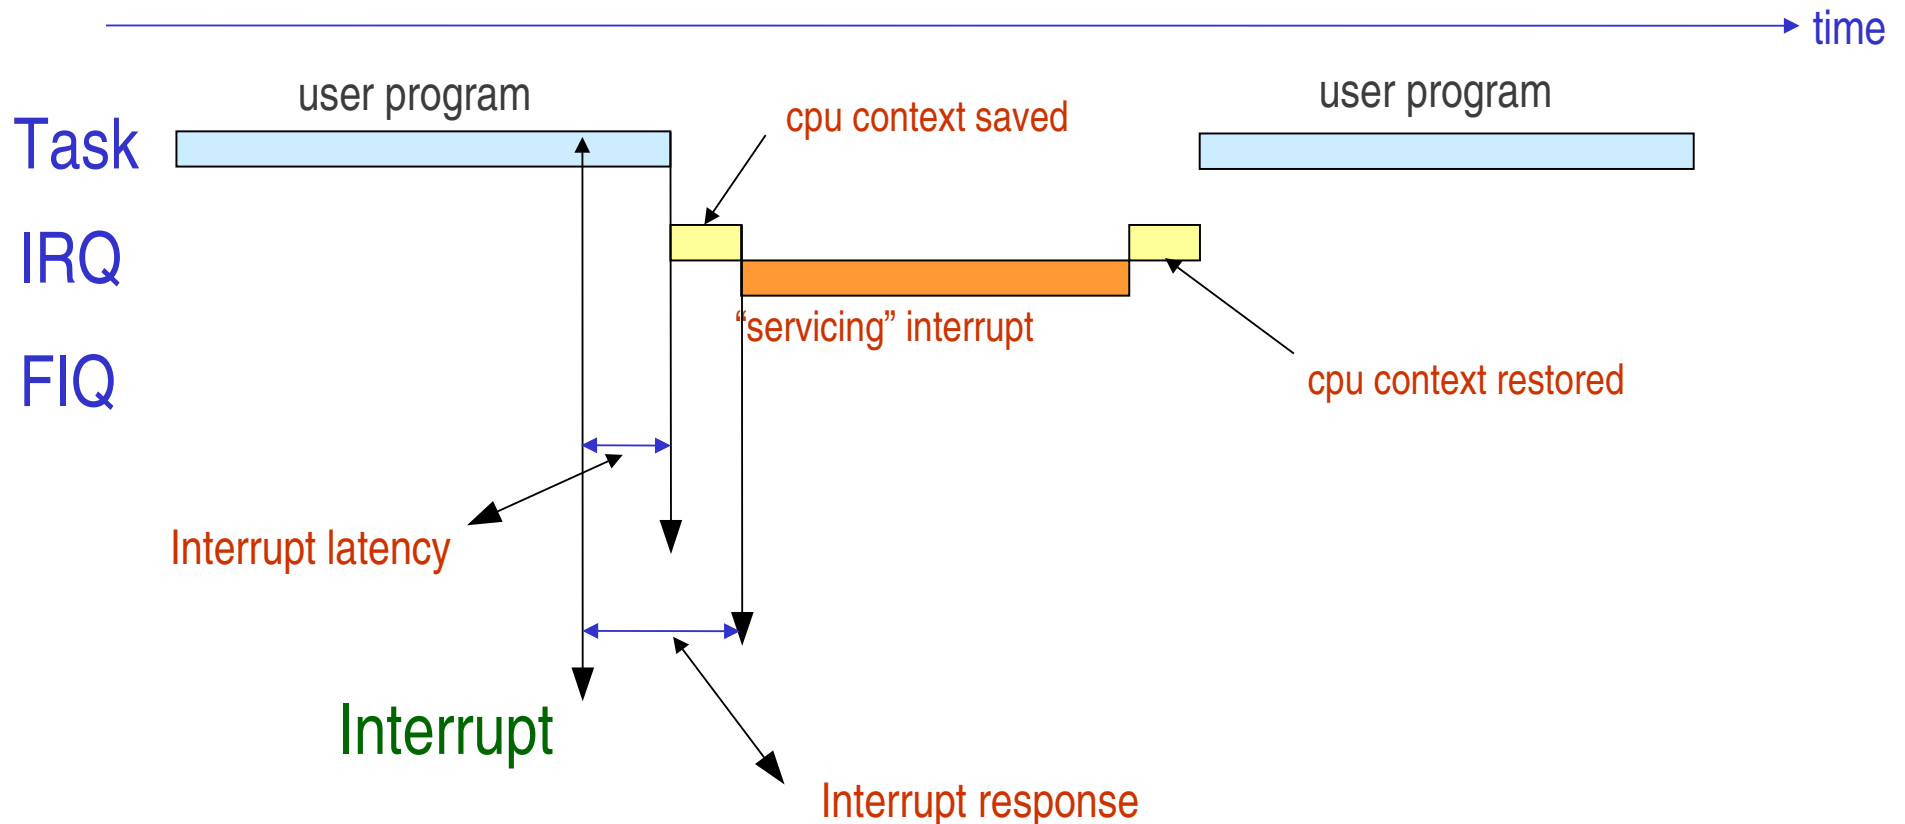 time
user program
user program
cpu context saved
Task
IRQ
“servicing” interrupt
FIQ
cpu context restored
Interrupt latency
Interrupt
Interrupt response